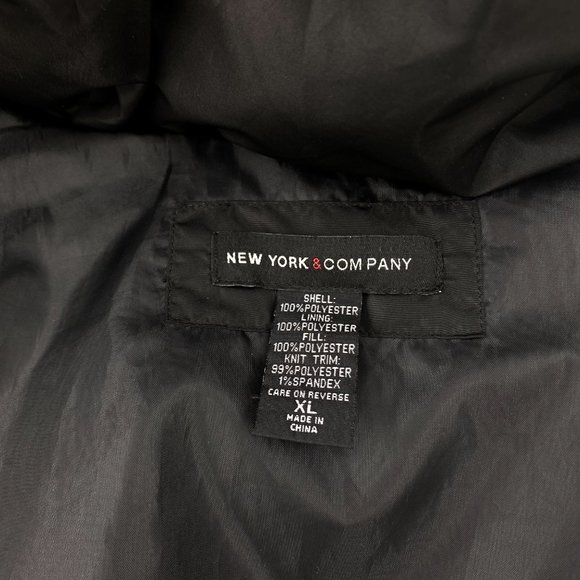 NEW YORK &COMPANY
SHELL:
100%POLYESTER
LINING:
100%POLYESTER
FILL:
100%POLYESTER
KNIT TRIM:
99%POLYESTER
1%SPANDEX
CARE ON REVERSE
XL
MADE IN
CHINA